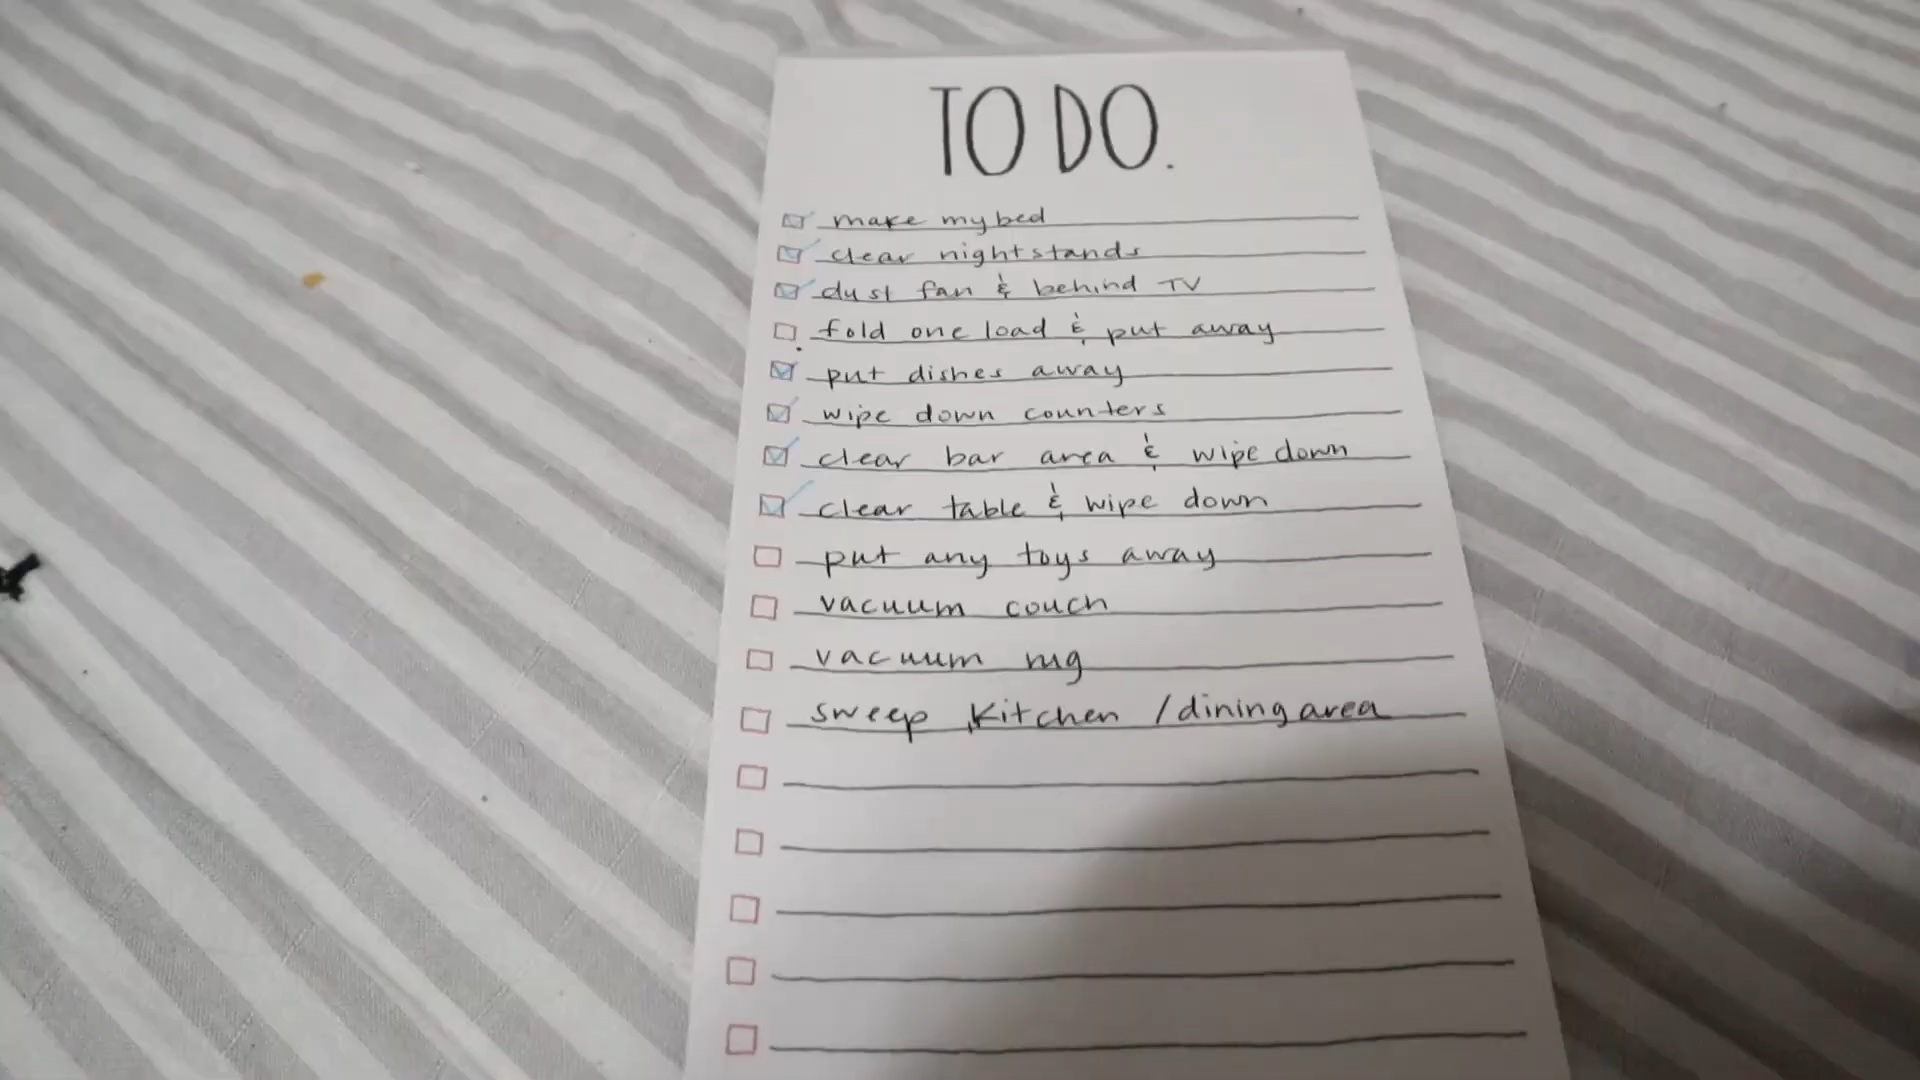 TO DO.
make my bed
clear nightstands
dust fan & behind TV
fold one load & put away
put dishes away
wipe down counters
clear bar area & wipe down
clear table & wipe down
put any toys away
vacuum couch
vacuum rug
sweep kitchen / dining area